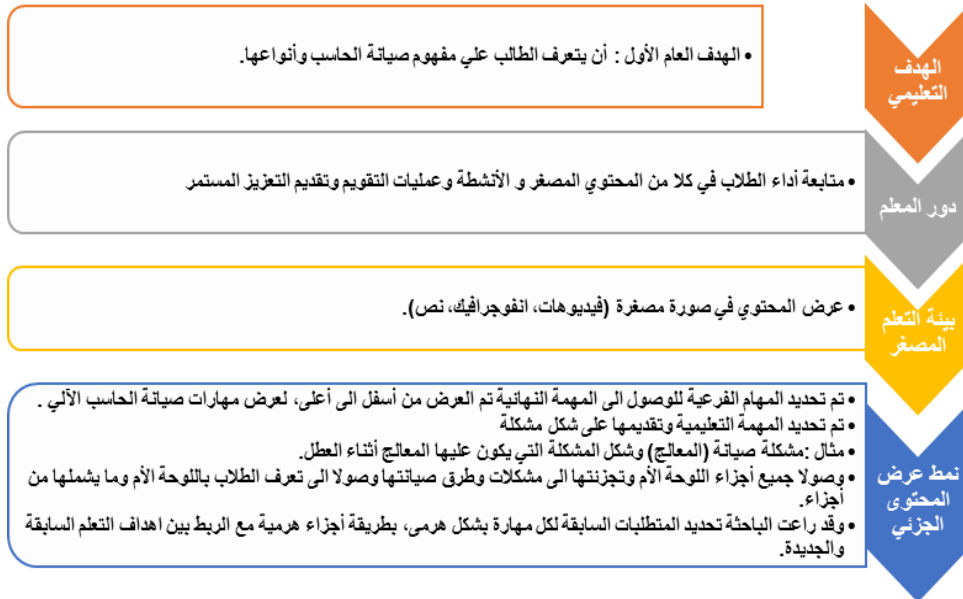 الهدف
التعليمي
• الهدف العام الأول : أن يتعرف الطالب علي مفهوم صيانة الحاسب وأنواعها.
دور المعلم
• متابعة أداء الطلاب في كلا من المحتوي المصغر و الأنشطة وعمليات التقويم وتقديم التعزيز المستمر
بيئة التعلم
المصغر
• عرض المحتوي في صورة مصغرة (فيديوهات، انفوجرافيك، نص).
نمط عرض
المحتوى
الجزئي
• تم تحديد المهام الفرعية للوصول الى المهمة النهائية تم العرض من أسفل الى أعلى، لعرض مهارات صيانة الحاسب الآلي .
• تم تحديد المهمة التعليمية وتقديمها على شكل مشكلة
• مثال :مشكلة صيانة (المعالج) وشكل المشكلة التي يكون عليها المعالج أثناء العطل.
• وصولا جميع أجزاء اللوحة الأم وتجزئتها الى مشكلات وطرق صيانتها وصولا الى تعرف الطلاب باللوحة الأم وما يشملها من
أجزاء.
• وقد راعت الباحثة تحديد المتطلبات السابقة لكل مهارة بشكل هرمى، بطريقة أجزاء هرمية مع الربط بين اهداف التعلم السابقة
والجديدة.